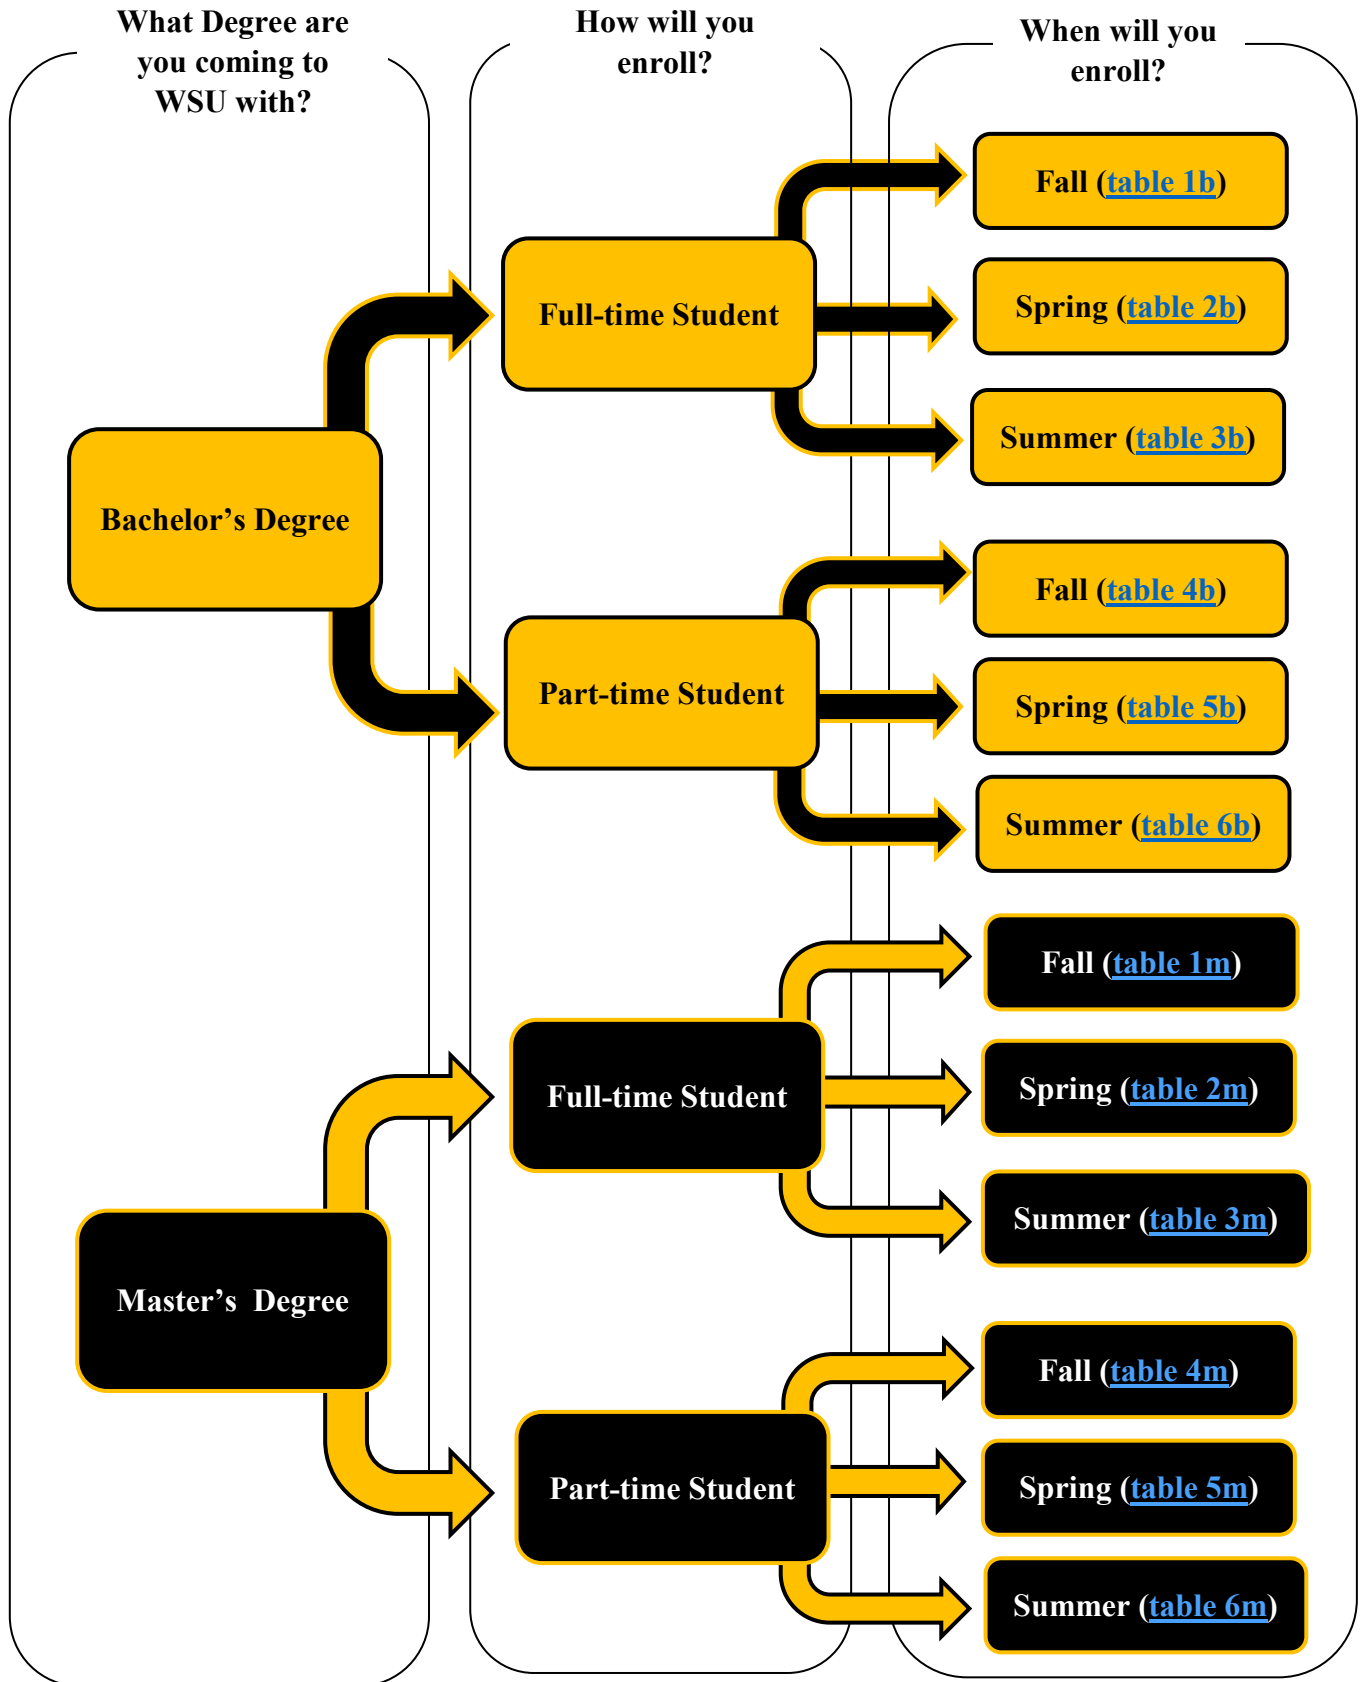 What Degree are
you coming to
WSU with?
How will you
enroll?
When will you
enroll?
Bachelor’s Degree
Full-time Student
Fall (table 1b)
Spring (table 2b)
Summer (table 3b)
Part-time Student
Fall (table 4b)
Spring (table 5b)
Summer (table 6b)
Master’s  Degree
Full-time Student
Fall (table 1m)
Spring (table 2m)
Summer (table 3m)
Part-time Student
Fall (table 4m)
Spring (table 5m)
Summer (table 6m)